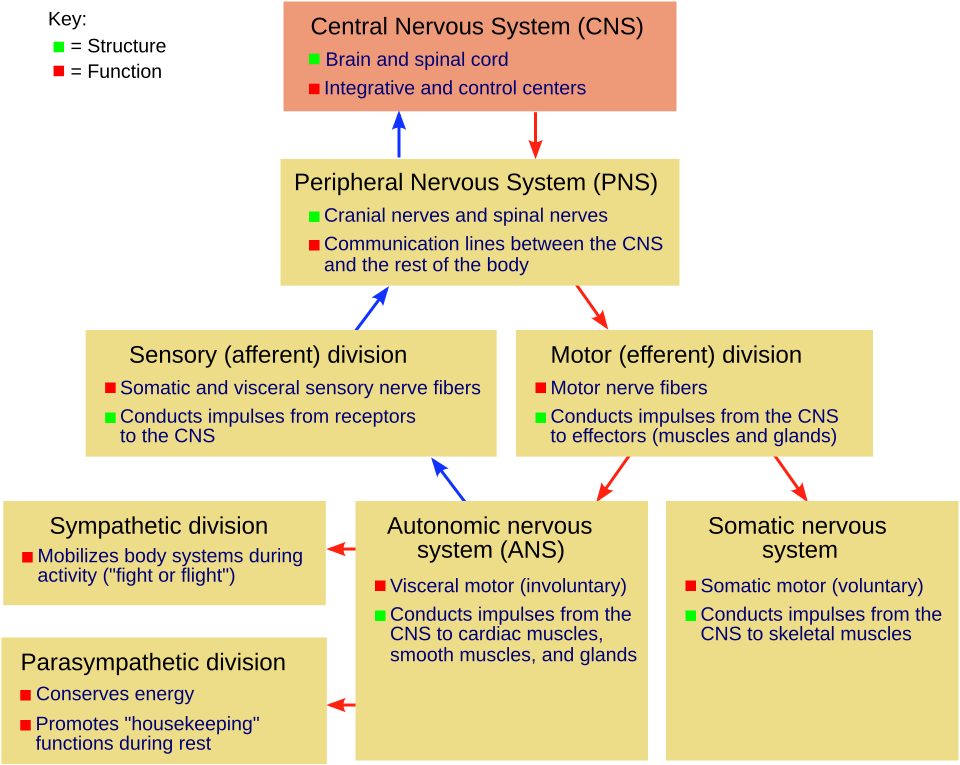 Key:
= Structure
= Function
Central Nervous System (CNS)
Brain and spinal cord
Integrative and control centers
Peripheral Nervous System (PNS)
Cranial nerves and spinal nerves
Communication lines between the CNS
and the rest of the body
Sensory (afferent) division
Somatic and visceral sensory nerve fibers
Conducts impulses from receptors
to the CNS
Motor (efferent) division
Motor nerve fibers
Conducts impulses from the CNS
to effectors (muscles and glands)
Sympathetic division
Mobilizes body systems during
activity ("fight or flight")
Autonomic nervous
system (ANS)
Visceral motor (involuntary)
Conducts impulses from the
CNS to cardiac muscles,
smooth muscles, and glands
Somatic nervous
system
Somatic motor (voluntary)
Conducts impulses from the
CNS to skeletal muscles
Parasympathetic division
Conserves energy
Promotes "housekeeping"
functions during rest